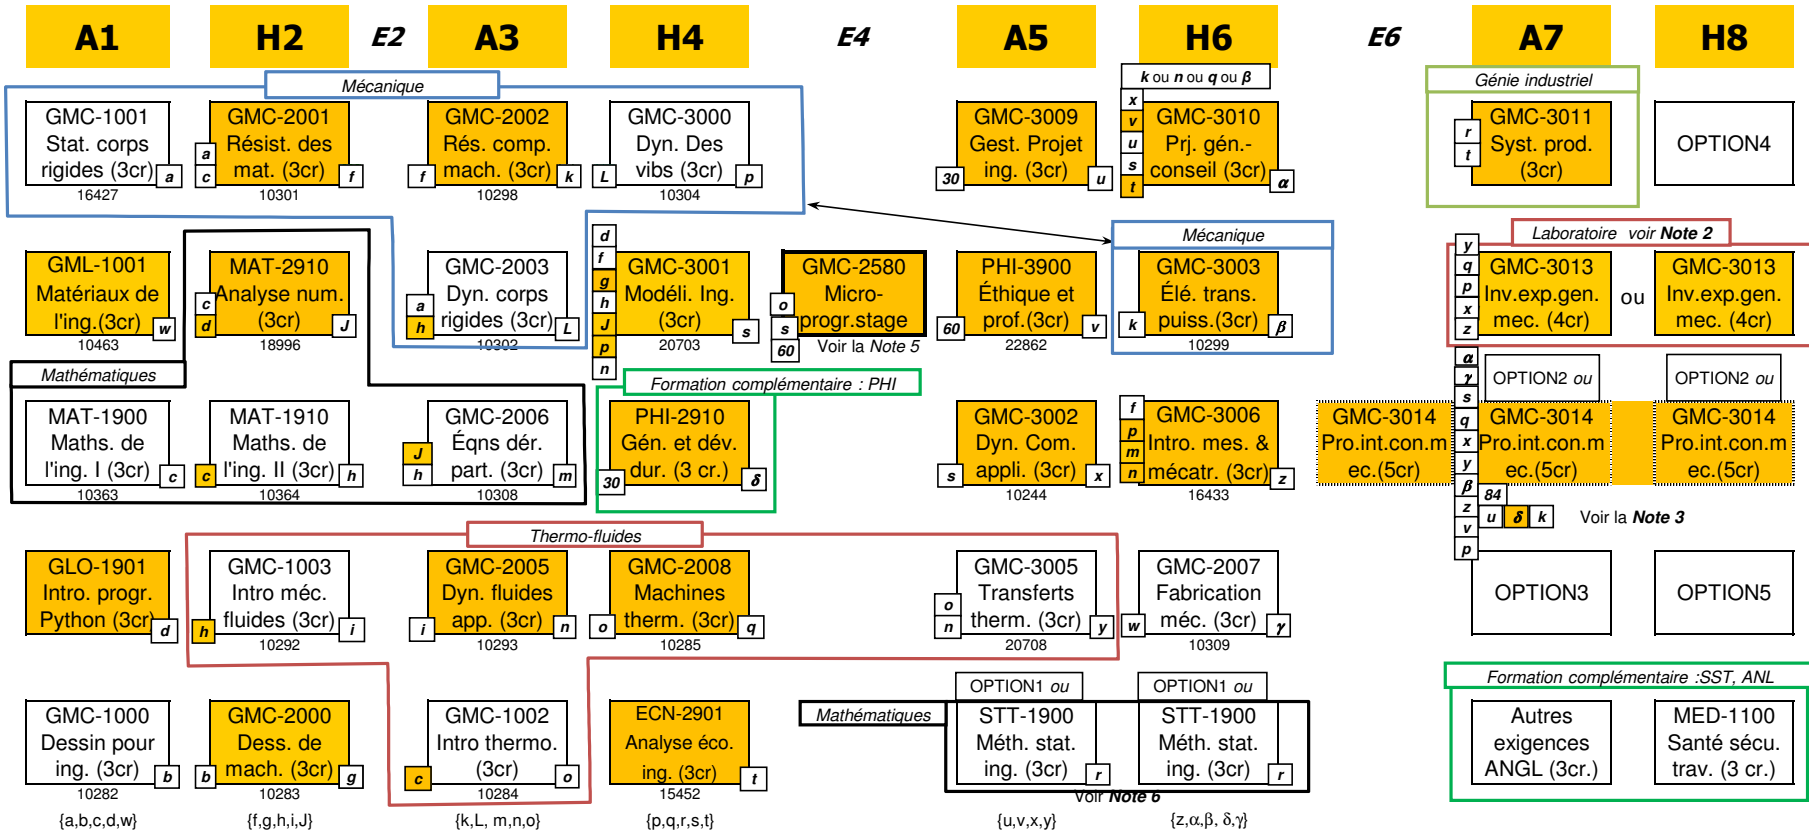 A1 H2 E2 A3 H4 E4 A5 H6 E6 A7 H8
Mécanique
k ou n ou q ou β
Génie industriel
GMC-1001
Stat. corps
rigides (3cr)
a
16427
a
c
GMC-2001
Résist. des
mat. (3cr)
f
10301
f
GMC-2002
Rés. comp.
mach. (3cr)
k
10298
L
GMC-3000
Dyn. Des
vibs (3cr)
p
10304
30
GMC-3009
Gest. Projet
ing. (3cr)
u
x
v
u
s
t
GMC-3010
Prj. gén.-
conseil (3cr)
α
r
t
GMC-3011
Syst. prod.
(3cr)
OPTION4
GML-1001
Matériaux de
l'ing.(3cr)
w
10463
c
d
MAT-2910
Analyse num.
(3cr)
J
18996
a
h
GMC-2003
Dyn. corps
rigides (3cr)
L
10302
d
f
g
h
J
p
n
GMC-3001
Modéli. Ing.
(3cr)
s
20703
o
s
60
GMC-2580
Micro-
progr.stage
Voir la Note 5
60
PHI-3900
Éthique et
prof.(3cr)
v
22862
Mécanique
k
GMC-3003
Élé. trans.
puiss.(3cr)
β
10299
Laboratoire voir Note 2
y
q
p
x
z
GMC-3013
Inv.exp.gen.
mec. (4cr)
ou
GMC-3013
Inv.exp.gen.
mec. (4cr)
Mathématiques
MAT-1900
Maths. de
l'ing. I (3cr)
c
10363
c
MAT-1910
Maths. de
l'ing. II (3cr)
h
10364
J
h
GMC-2006
Éqns dér.
part. (3cr)
m
10308
Formation complémentaire : PHI
30
PHI-2910
Gén. et dév.
dur. (3 cr.)
δ
s
GMC-3002
Dyn. Com.
appli. (3cr)
x
10244
f
p
m
n
GMC-3006
Intro. mes. &
mécatr. (3cr)
z
16433
GMC-3014
Pro.int.con.m
ec.(5cr)
α
γ
s
q
x
y
β
z
v
p
OPTION2 ou
GMC-3014
Pro.int.con.m
ec.(5cr)
84
u
δ
k
OPTION2 ou
GMC-3014
Pro.int.con.m
ec.(5cr)
Voir la Note 3
Thermo-fluides
GLO-1901
Intro. progr.
Python (3cr)
d
h
GMC-1003
Intro méc.
fluides (3cr)
i
10292
i
GMC-2005
Dyn. fluides
app. (3cr)
n
10293
o
GMC-2008
Machines
therm. (3cr)
q
10285
o
n
GMC-3005
Transferts
therm. (3cr)
y
20708
w
GMC-2007
Fabrication
méc. (3cr)
γ
10309
OPTION3
OPTION5
GMC-1000
Dessin pour
ing. (3cr)
b
10282
b
GMC-2000
Dess. de
mach. (3cr)
g
10283
c
GMC-1002
Intro thermo.
(3cr)
o
10284
ECN-2901
Analyse éco.
ing. (3cr)
t
15452
Mathématiques
OPTION1 ou
STT-1900
Méth. stat.
ing. (3cr)
r
OPTION1 ou
STT-1900
Méth. stat.
ing. (3cr)
r
Voir Note 6
Formation complémentaire :SST, ANL
Autres
exigences
ANGL (3cr.)
MED-1100
Santé sécu.
trav. (3 cr.)
{a,b,c,d,w} {f,g,h,i,J} {k,L, m,n,o} {p,q,r,s,t} {u,v,x,y} {z,α,β, δ,γ}